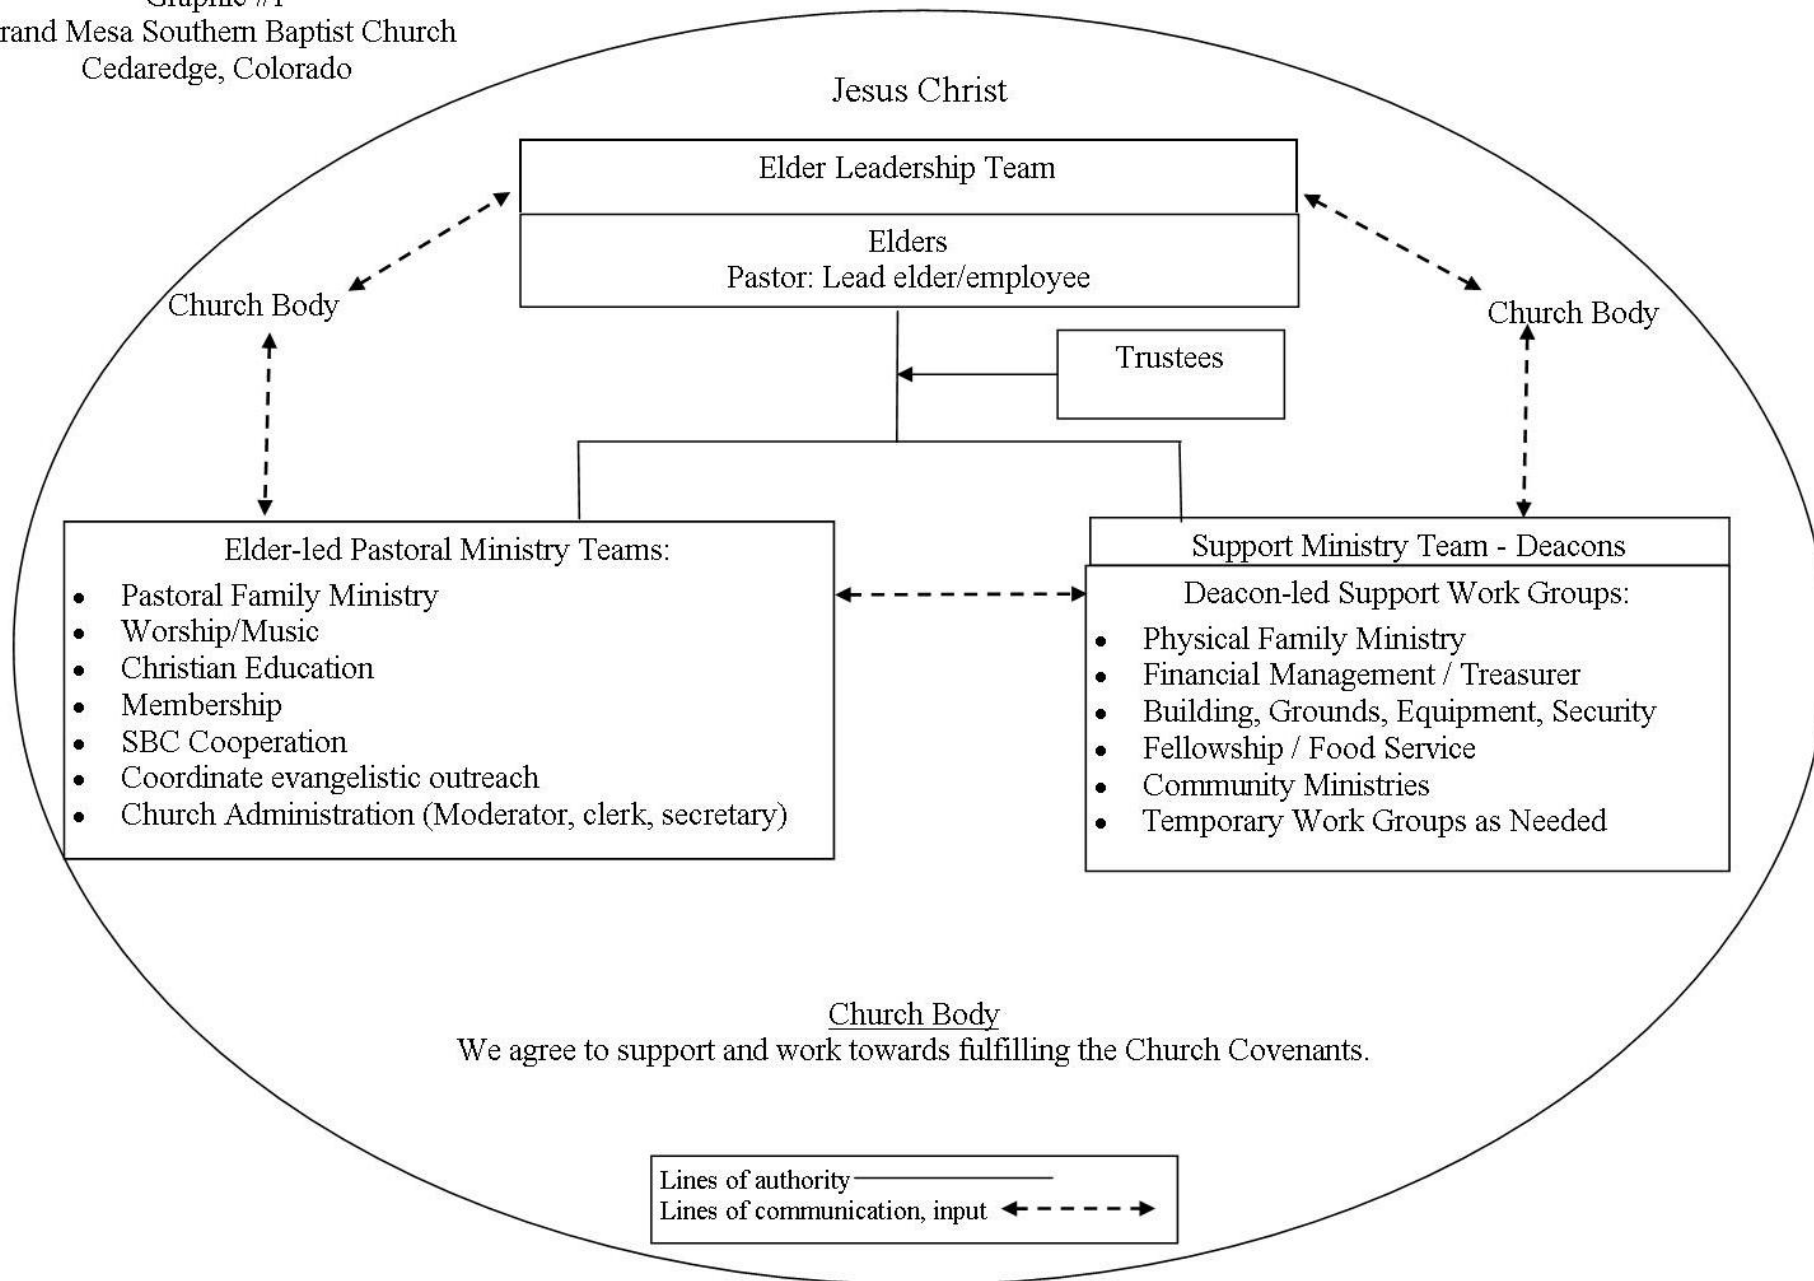 Graphic #1
rand Mesa Southern Baptist Church
Cedaredge, Colorado
Jesus Christ
Elder Leadership Team
Elders
Pastor: Lead elder/employee
Church Body
Church Body
Trustees
Elder-led Pastoral Ministry Teams:
• Pastoral Family Ministry
• Worship/Music
• Christian Education
• Membership
• SBC Cooperation
• Coordinate evangelistic outreach
• Church Administration (Moderator, clerk, secretary)
Support Ministry Team - Deacons
Deacon-led Support Work Groups:
• Physical Family Ministry
• Financial Management / Treasurer
• Building, Grounds, Equipment, Security
• Fellowship / Food Service
• Community Ministries
• Temporary Work Groups as Needed
Church Body
We agree to support and work towards fulfilling the Church Covenants.
Lines of authority
Lines of communication, input